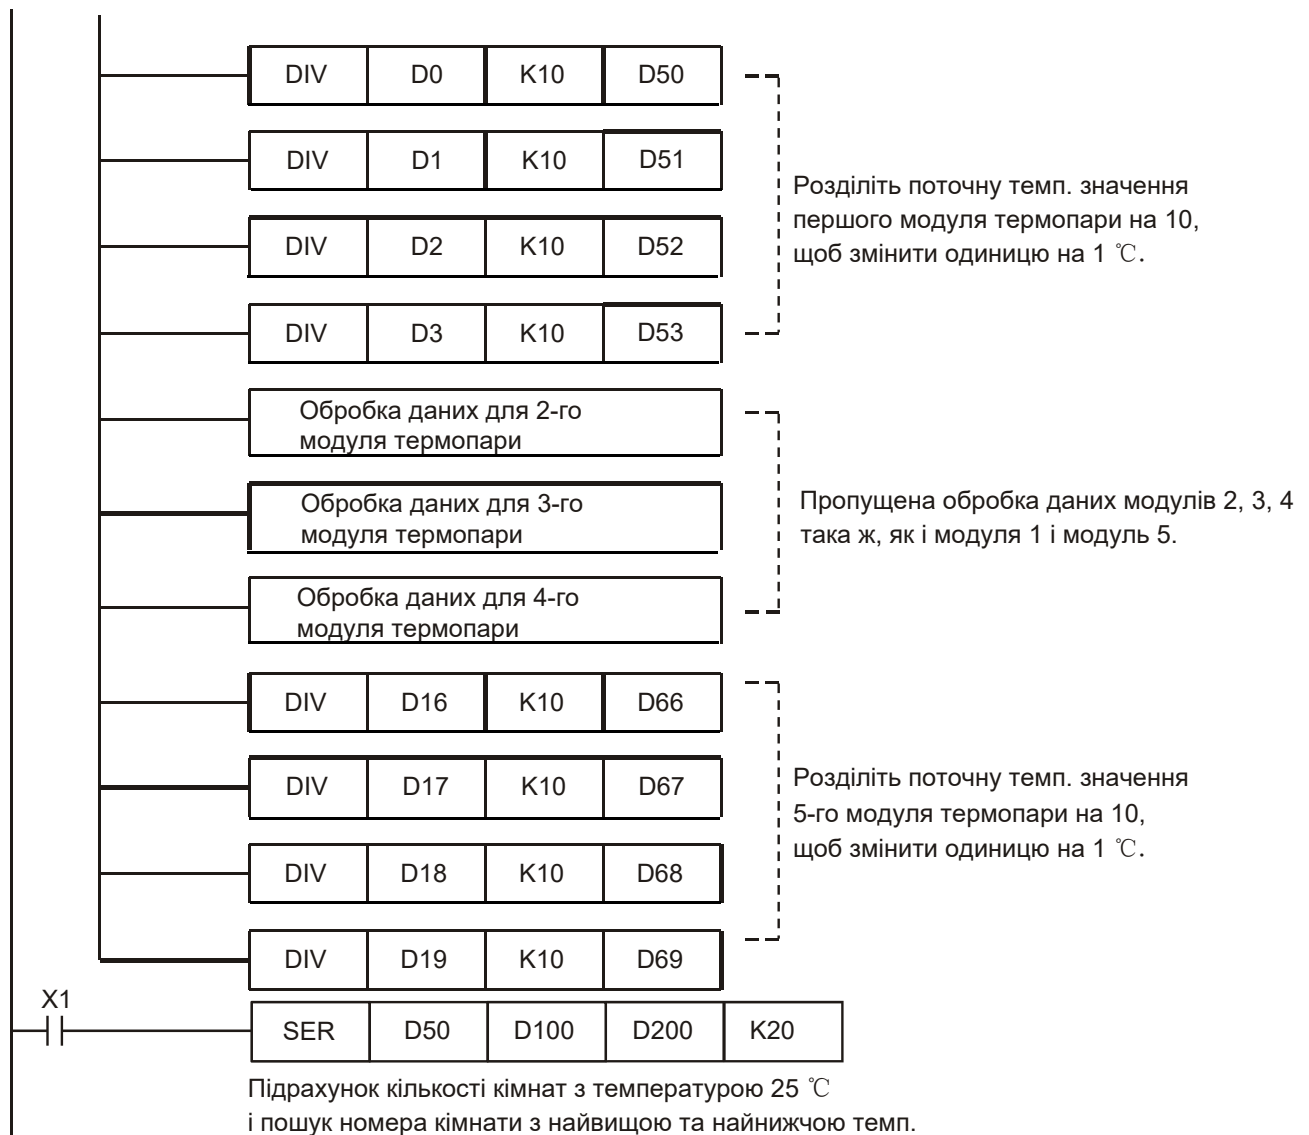 DIV D0 K10 D50
DIV D1 K10 D51
DIV D2 K10 D52
DIV D3 K10 D53
Розділіть поточну темп. значення
першого модуля термопари на 10,
щоб змінити одиницю на 1 ℃.
Обробка даних для 2-го
модуля термопари
Обробка даних для 3-го
модуля термопари
Обробка даних для 4-го
модуля термопари
Пропущена обробка даних модулів 2, 3, 4
така ж, як і модуля 1 і модуль 5.
DIV D16 K10 D66
DIV D17 K10 D67
DIV D18 K10 D68
DIV D19 K10 D69
Розділіть поточну темп. значення
5-го модуля термопари на 10,
щоб змінити одиницю на 1 ℃.
X1
SER D50 D100 D200 K20
Підрахунок кількості кімнат з температурою 25 ℃
і пошук номера кімнати з найвищою та найнижчою темп.